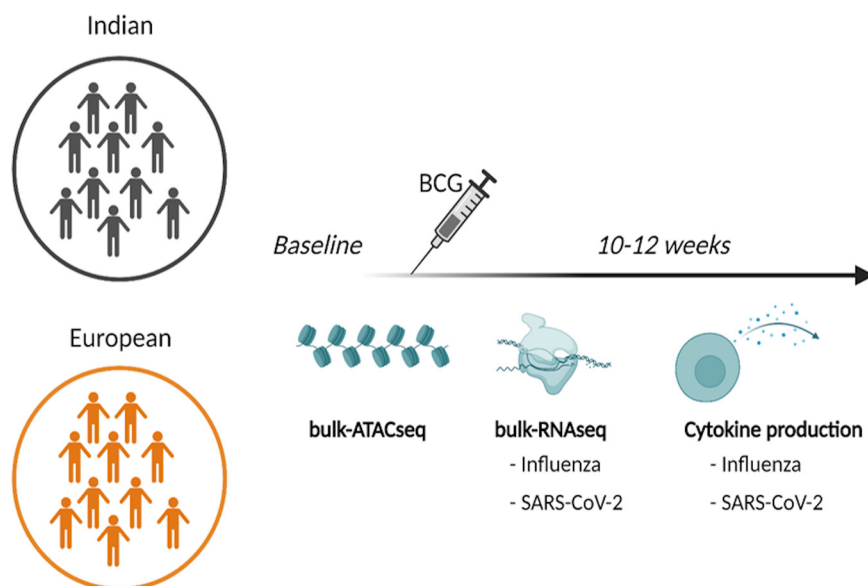 Indian
BCG
Baseline
10-12 weeks
European
bulk-ATACseq
bulk-RNAseq
- Influenza
- SARS-CoV-2
Cytokine production
- Influenza
- SARS-CoV-2